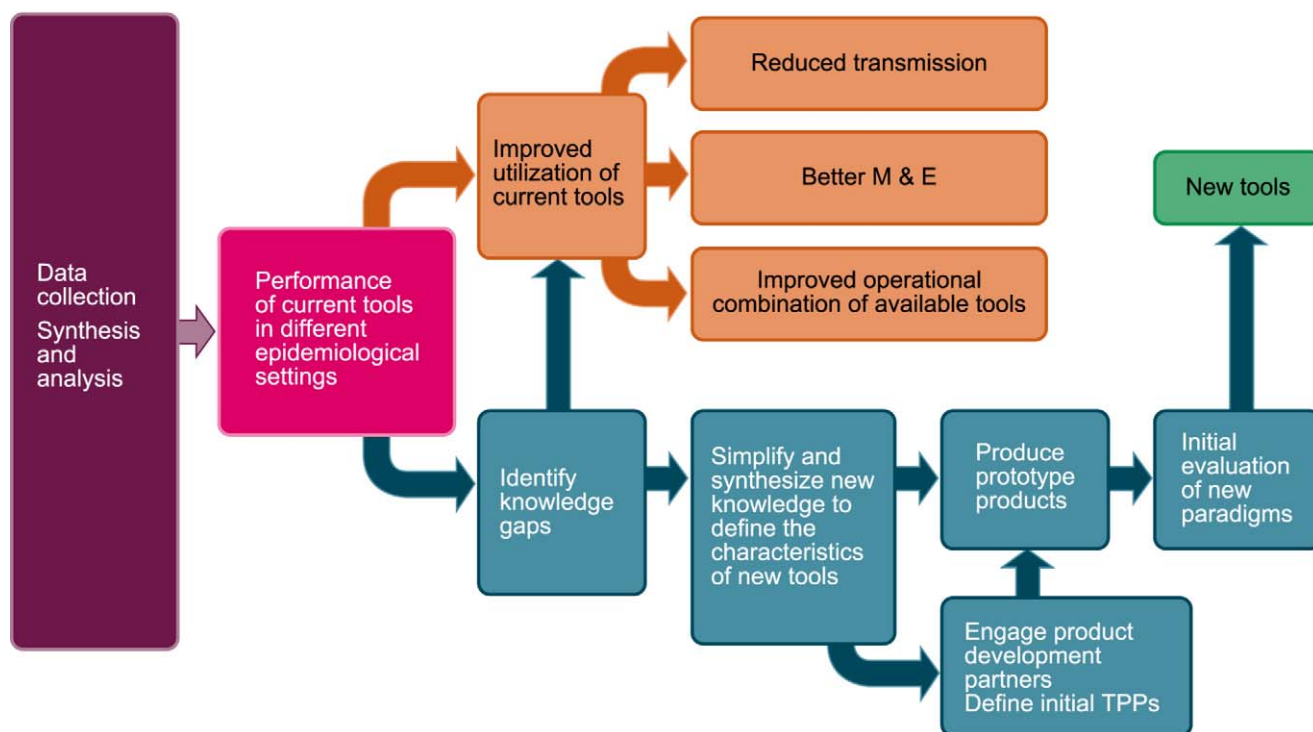 Data
collection
Synthesis
and
analysis
Performance
of current tools
in different
epidemiological
settings
Improved
utilization of
current tools
Reduced transmission
Better M & E
Improved operational
combination of available tools
Identify
knowledge
gaps
Simplify and
synthesize new
knowledge to
define the
characteristics
of new tools
Produce
prototype
products
Engage product
development
partners
Define initial TPPs
Initial
evaluation
of new
paradigms
New tools